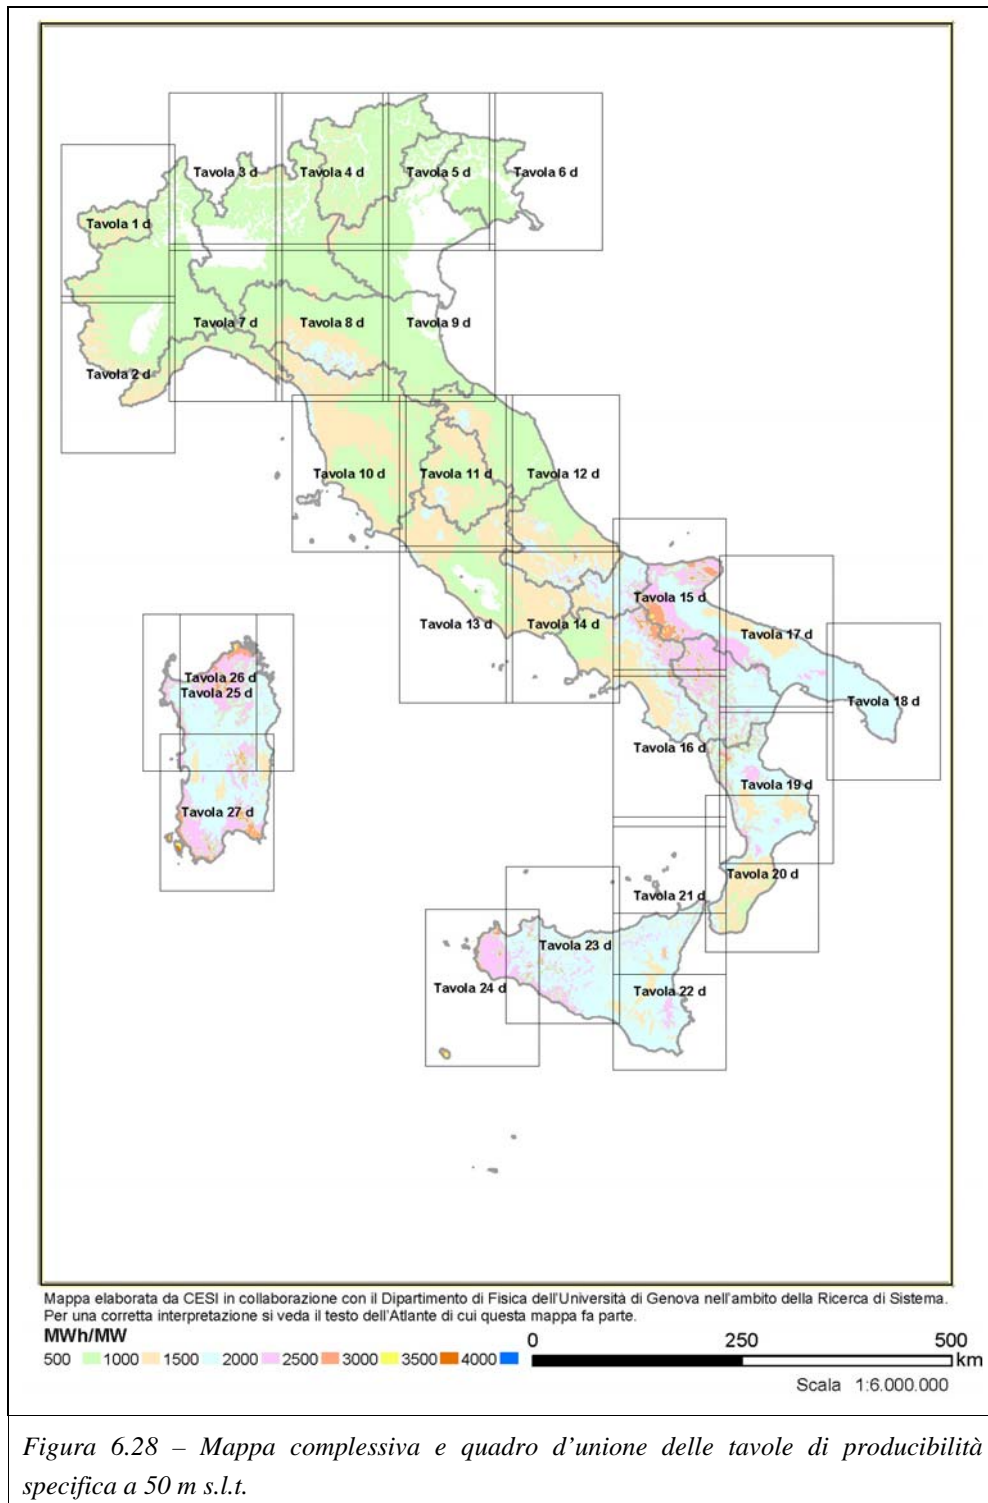 Tavola 3 d
Tavola 4 d
Tavola 5 d
Tavola 6 d
Tavola 1 d
Tavola 7 d
Tavola 8 d
Tavola 9 d
Tavola 2 d
Tavola 10 d
Tavola 11 d
Tavola 12 d
Tavola 15 d
Tavola 13 d
Tavola 14 d
Tavola 17 d
Tavola 26 d
Tavola 25 d
Tavola 18 d
Tavola 16 d
Tavola 19 d
Tavola 27 d
Tavola 20 d
Tavola 21 d
Tavola 23 d
Tavola 24 d
Tavola 22 d
Mappa elaborata da CESI in collaborazione con il Dipartimento di Fisica dell'Università di Genova nell'ambito della Ricerca di Sistema.
Per una corretta interpretazione si veda il testo dell'Atlante di cui questa mappa fa parte.
MWh/MW
500 1000 1500 2000 2500 3000 3500 4000
0 250 500
km
Scala 1:6.000.000
Figura 6.28 – Mappa complessiva e quadro d'unione delle tavole di producibilità
specifica a 50 m s.l.t.